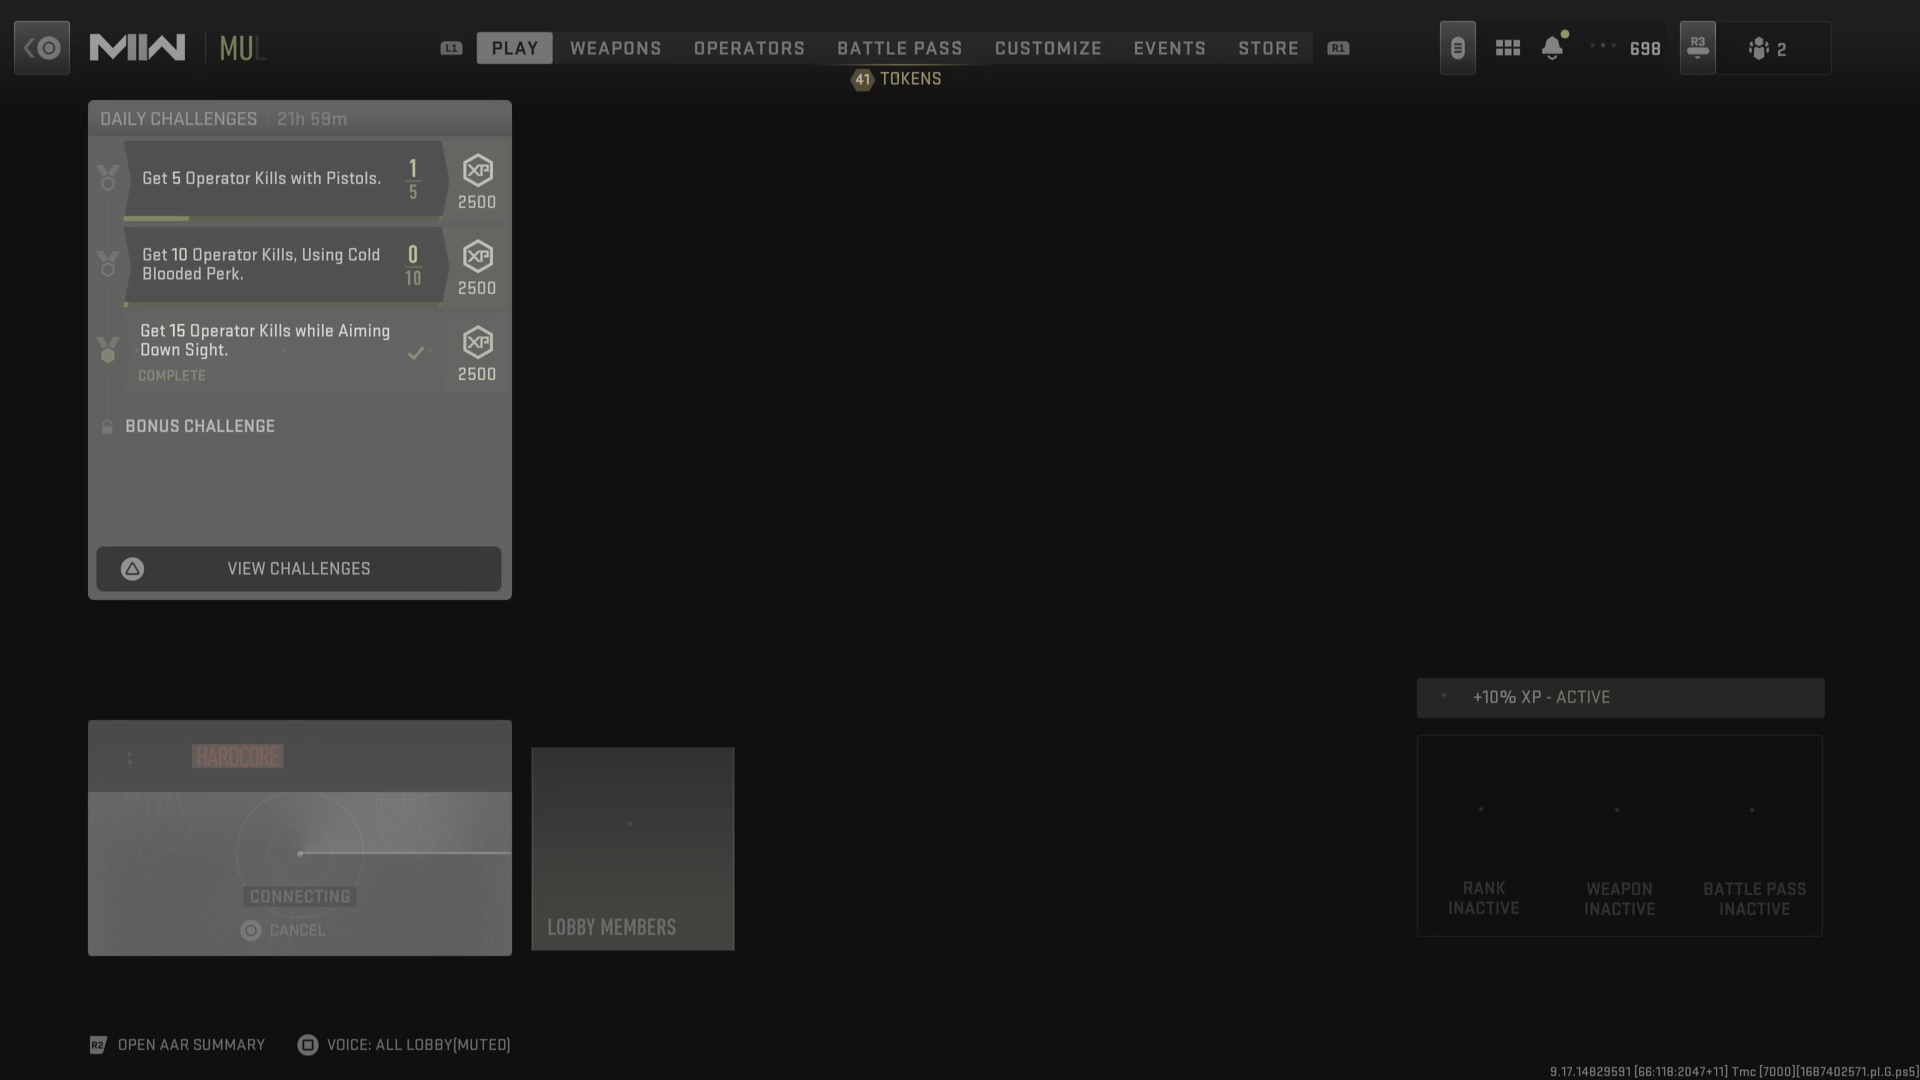 MW MUL
L1 PLAY WEAPONS OPERATORS BATTLE PASS CUSTOMIZE EVENTS STORE R1
698 R3 2
41 TOKENS
DAILY CHALLENGES 21h 59m
Get 5 Operator Kills with Pistols.
1
5
XP
2500
Get 10 Operator Kills, Using Cold
Blooded Perk.
0
10
XP
2500
Get 15 Operator Kills while Aiming
Down Sight.
COMPLETE
XP
2500
BONUS CHALLENGE
VIEW CHALLENGES
+10% XP - ACTIVE
HARDCORE
CONNECTING
CANCEL
LOBBY MEMBERS
RANK
INACTIVE
WEAPON
INACTIVE
BATTLE PASS
INACTIVE
R2 OPEN AAR SUMMARY VOICE: ALL LOBBY(MUTED)
9.17.14829591 [66:118:2047+11] Tmc [7000][1687402571.pl.G.ps5]